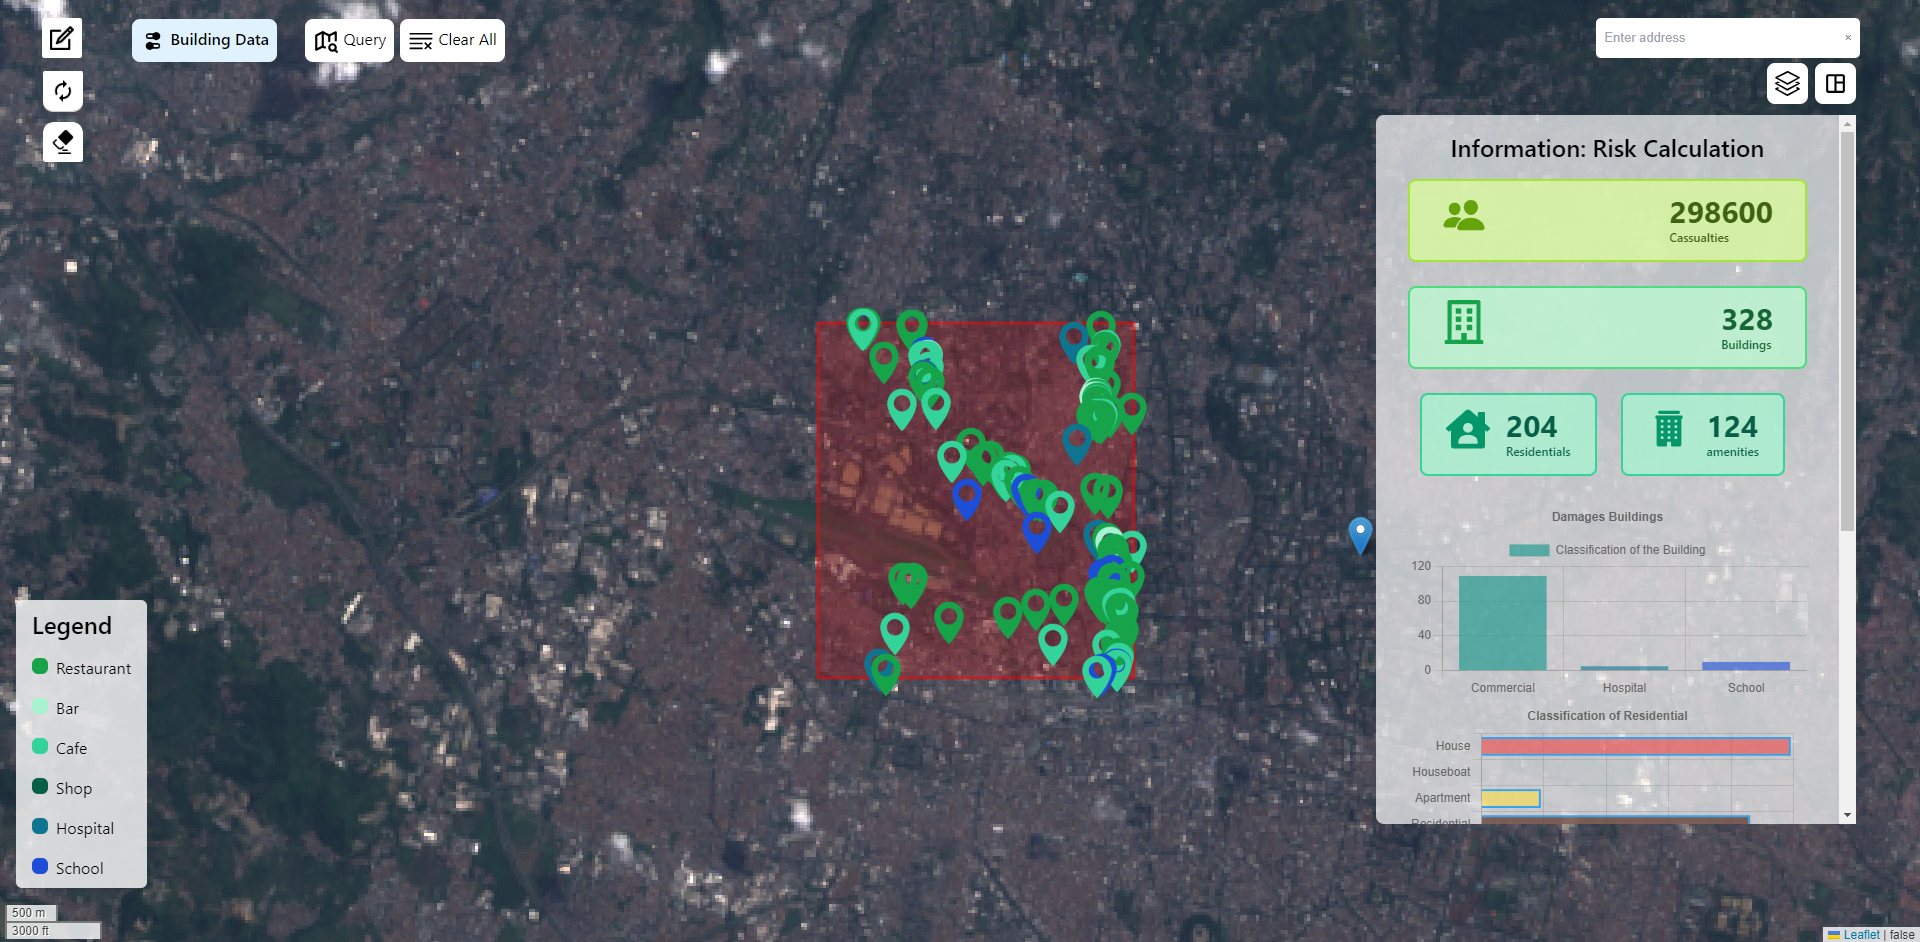 Building Data
Query
Clear All
Enter address
×
Information: Risk Calculation
298600
Cassualties
328
Buildings
204
Residentials
124
amenities
Damages Buildings
Classification of the Building
120
80
40
0
Commercial
Hospital
School
Classification of Residential
House
Houseboat
Apartment
Residential
Legend
Restaurant
Bar
Cafe
Shop
Hospital
School
500 m
3000 ft
Leaflet | false